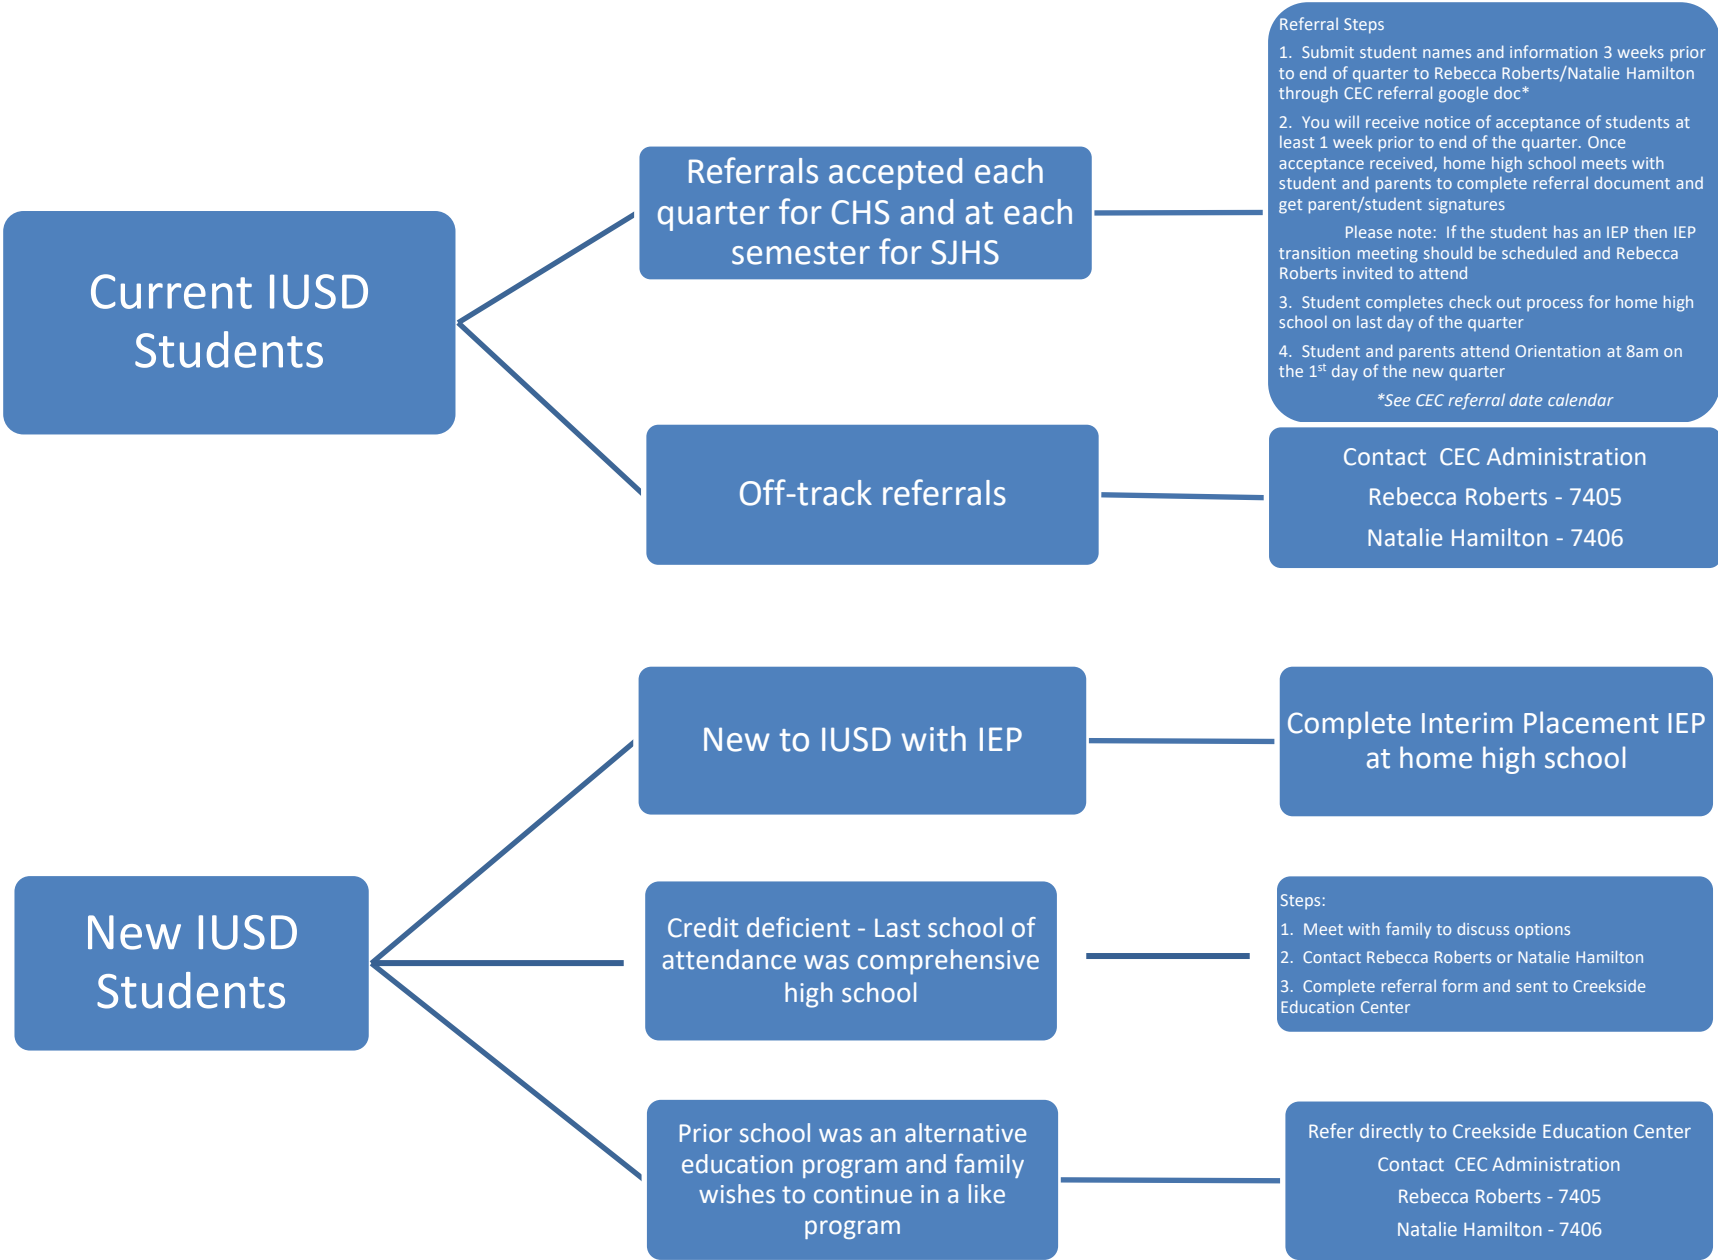 Current IUSD
Students
Referrals accepted each
quarter for CHS and at each
semester for SJHS
Referral Steps
1. Submit student names and information 3 weeks prior
to end of quarter to Rebecca Roberts/Natalie Hamilton
through CEC referral google doc*
2. You will receive notice of acceptance of students at
least 1 week prior to end of the quarter. Once
acceptance received, home high school meets with
student and parents to complete referral document and
get parent/student signatures
Please note: If the student has an IEP then IEP
transition meeting should be scheduled and Rebecca
Roberts invited to attend
3. Student completes check out process for home high
school on last day of the quarter
4. Student and parents attend Orientation at 8am on
the 1st day of the new quarter
*See CEC referral date calendar
Off-track referrals
Contact CEC Administration
Rebecca Roberts - 7405
Natalie Hamilton - 7406
New IUSD
Students
New to IUSD with IEP
Complete Interim Placement IEP
at home high school
Credit deficient - Last school of
attendance was comprehensive
high school
Steps:
1. Meet with family to discuss options
2. Contact Rebecca Roberts or Natalie Hamilton
3. Complete referral form and sent to Creekside
Education Center
Prior school was an alternative
education program and family
wishes to continue in a like
program
Refer directly to Creekside Education Center
Contact CEC Administration
Rebecca Roberts - 7405
Natalie Hamilton - 7406